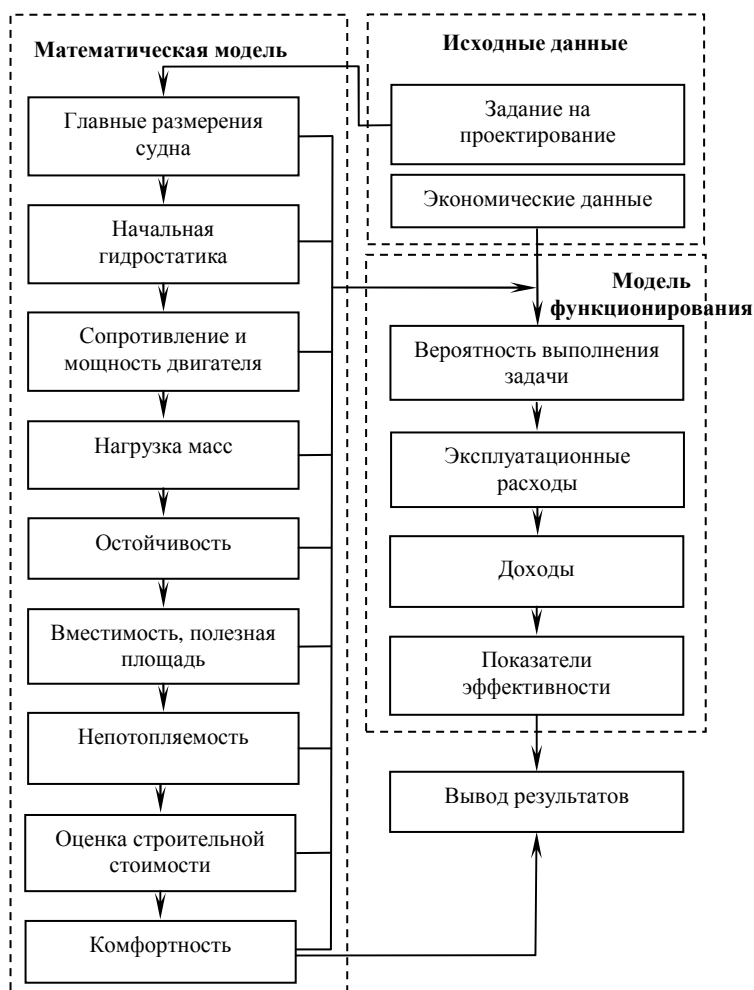 Математическая модель
Главные размерения
судна
Начальная
гидростатика
Сопротивление и
мощность двигателя
Нагрузка масс
Остойчивость
Вместимость, полезная
площадь
Непотопляемость
Оценка строительной
стоимости
Комфортность
Исходные данные
Задание на
проектирование
Экономические данные
Модель
функционирования
Вероятность выполнения
задачи
Эксплуатационные
расходы
Доходы
Показатели
эффективности
Вывод результатов